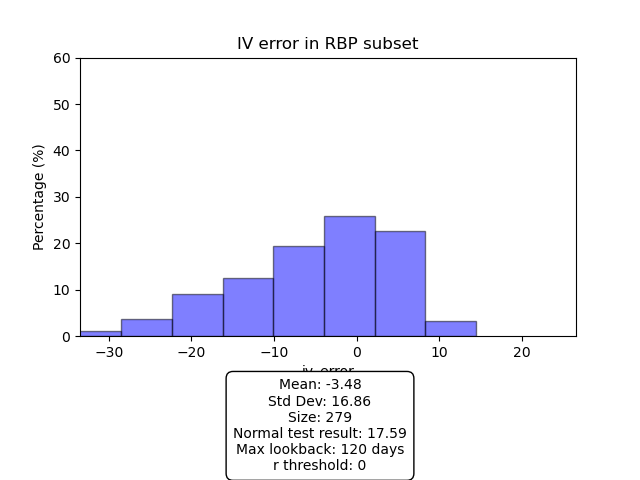 IV error in RBP subset
Percentage (%)
60
50
40
30
20
10
0
−30
−20
−10
0
10
20
iv_error
Mean: -3.48
Std Dev: 16.86
Size: 279
Normal test result: 17.59
Max lookback: 120 days
r threshold: 0